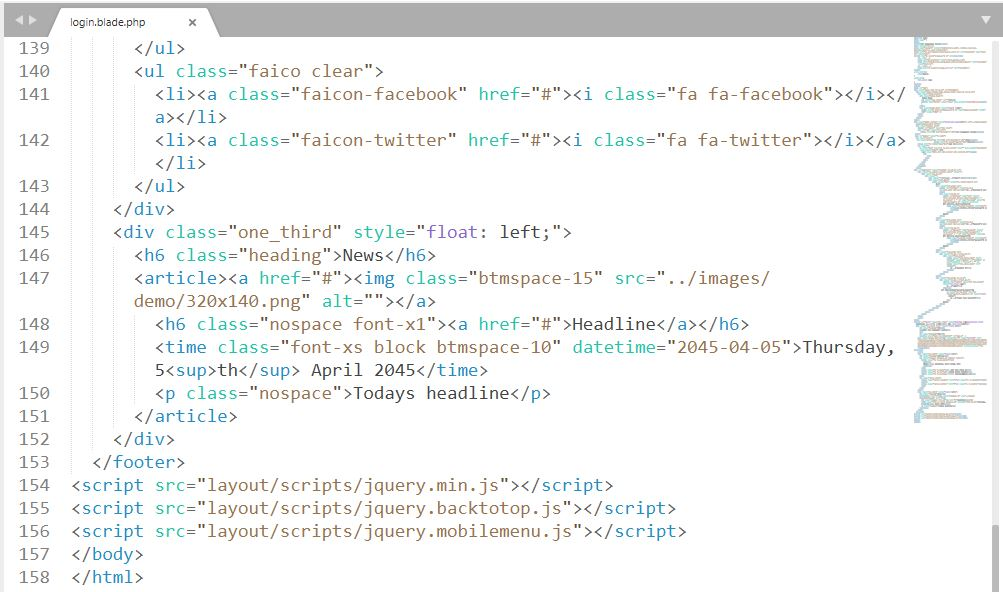 login.blade.php ×
139 </ul>
140 <ul class="faico clear">
141 <li><a class="faicon-facebook" href="#"><i class="fa fa-facebook"></i></
a></li>
142 <li><a class="faicon-twitter" href="#"><i class="fa fa-twitter"></i></a>
</li>
143 </ul>
144 </div>
145 <div class="one_third" style="float: left;">
146 <h6 class="heading">News</h6>
147 <article><a href="#"><img class="btmspace-15" src="../images/
demo/320x140.png" alt=""></a>
148 <h6 class="nospace font-x1"><a href="#">Headline</a></h6>
149 <time class="font-xs block btmspace-10" datetime="2045-04-05">Thursday,
5<sup>th</sup> April 2045</time>
150 <p class="nospace">Todays headline</p>
151 </article>
152 </div>
153 </footer>
154 <script src="layout/scripts/jquery.min.js"></script>
155 <script src="layout/scripts/jquery.backtotop.js"></script>
156 <script src="layout/scripts/jquery.mobilemenu.js"></script>
157 </body>
158 </html>